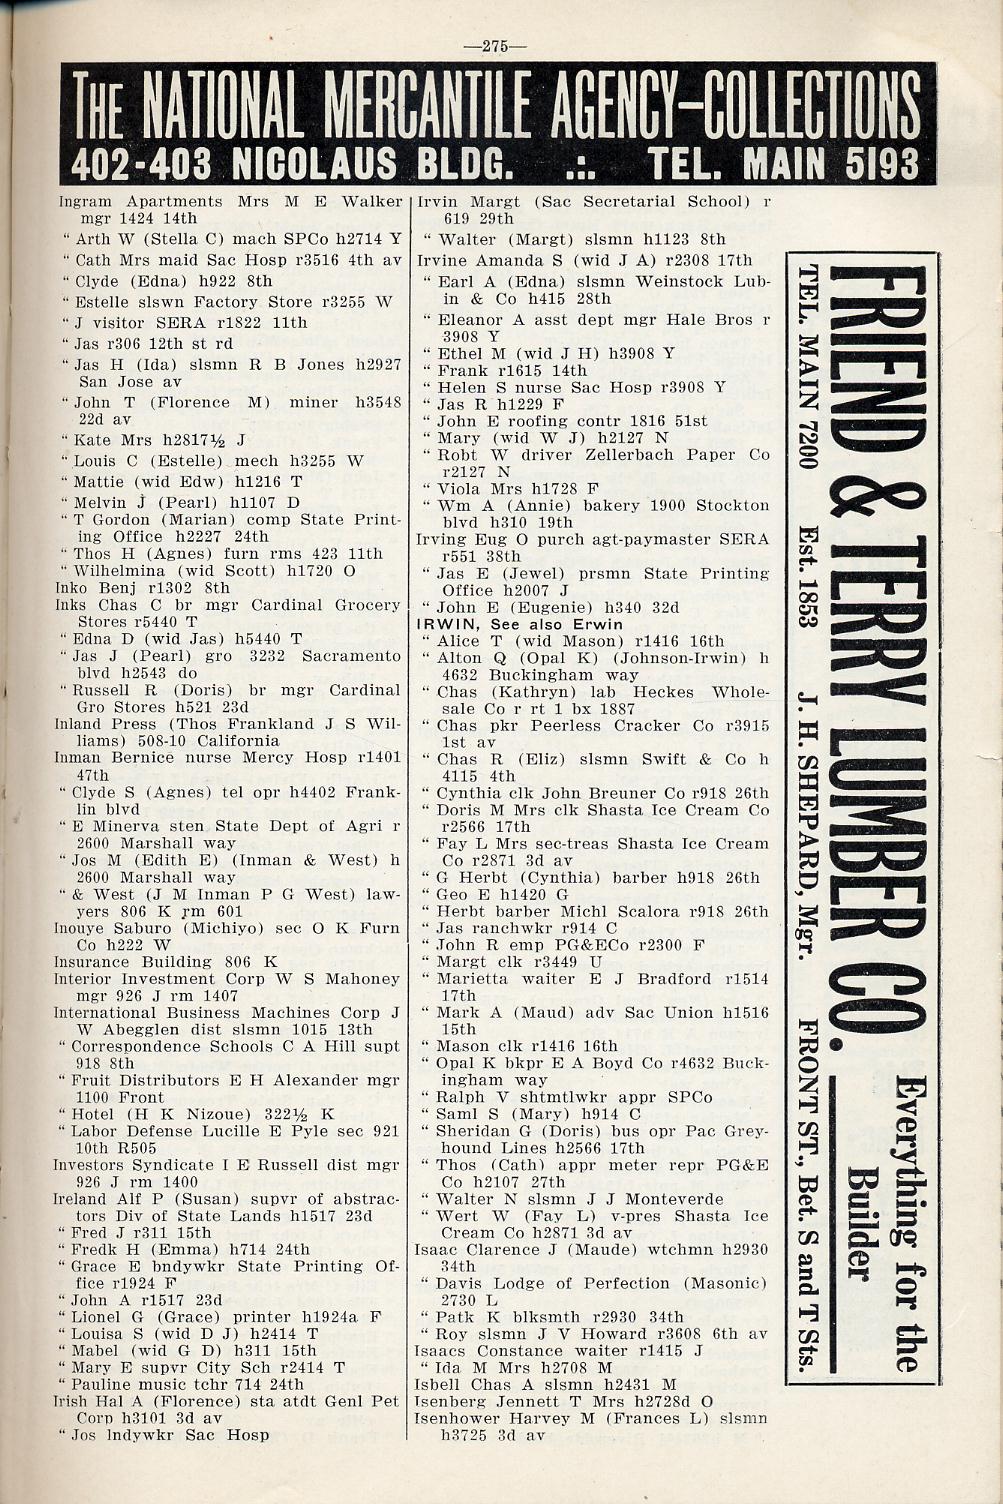 —275—
THE NATIONAL MERCANTILE AGENCY—COLLECTIONS
402-403 NICOLAUS BLDG. .:. TEL. MAIN 5193
Ingram Apartments Mrs M E Walker
mgr 1424 14th
" Arth W (Stella C) mach SPCo h2714 Y
" Cath Mrs maid Sac Hosp r3516 4th av
" Clyde (Edna) h922 8th
" Estelle slswn Factory Store r3255 W
" J visitor SERA r1822 11th
" Jas r306 12th st rd
" Jas H (Ida) slsmn R B Jones h2927
San Jose av
" John T (Florence M) miner h3548
22d av
" Kate Mrs h2817½ J
" Louis C (Estelle) mech h3255 W
" Mattie (wid Edw) h1216 T
" Melvin J (Pearl) h1107 D
" T Gordon (Marian) comp State Print-
ing Office h2227 24th
" Thos H (Agnes) furn rms 423 11th
" Wilhelmina (wid Scott) h1720 O
Inko Benj r1302 8th
Inks Chas C br mgr Cardinal Grocery
Stores r5440 T
" Edna D (wid Jas) h5440 T
" Jas J (Pearl) gro 3232 Sacramento
blvd h2543 do
" Russell R (Doris) br mgr Cardinal
Gro Stores h521 23d
Inland Press (Thos Frankland J S Wil-
liams) 508-10 California
Inman Bernice nurse Mercy Hosp r1401
47th
" Clyde S (Agnes) tel opr h4402 Frank-
lin blvd
" E Minerva sten State Dept of Agri r
2600 Marshall way
" Jos M (Edith E) (Inman & West) h
2600 Marshall way
" & West (J M Inman P G West) law-
yers 806 K rm 601
Inouye Saburo (Michiyo) sec O K Furn
Co h222 W
Insurance Building 806 K
Interior Investment Corp W S Mahoney
mgr 926 J rm 1407
International Business Machines Corp J
W Abegglen dist slsmn 1015 13th
" Correspondence Schools C A Hill supt
918 8th
" Fruit Distributors E H Alexander mgr
1100 Front
" Hotel (H K Nizoue) 322½ K
" Labor Defense Lucille E Pyle sec 921
10th R505
Investors Syndicate I E Russell dist mgr
926 J rm 1400
Ireland Alf P (Susan) supvr of abstrac-
tors Div of State Lands h1517 23d
" Fred J r311 15th
" Fredk H (Emma) h714 24th
" Grace E bndywkr State Printing Of-
fice r1924 F
" John A r1517 23d
" Lionel G (Grace) printer h1924a F
" Louisa S (wid D J) h2414 T
" Mabel (wid G D) h311 15th
" Mary E supvr City Sch r2414 T
" Pauline music tchr 714 24th
Irish Hal A (Florence) sta atdt Genl Pet
Corp h3101 3d av
" Jos lndywkr Sac Hosp
Irvin Margt (Sac Secretarial School) r
619 29th
" Walter (Margt) slsmn h1123 8th
Irvine Amanda S (wid J A) r2308 17th
" Earl A (Edna) slsmn Weinstock Lub-
in & Co h415 28th
" Eleanor A asst dept mgr Hale Bros r
3908 Y
" Ethel M (wid J H) h3908 Y
" Frank r1615 14th
" Helen S nurse Sac Hosp r3908 Y
" Jas R h1229 F
" John E roofing contr 1816 51st
" Mary (wid W J) h2127 N
" Robt W driver Zellerbach Paper Co
r2127 N
" Viola Mrs h1728 F
" Wm A (Annie) bakery 1900 Stockton
blvd h310 19th
Irving Eug O purch agt-paymaster SERA
r551 38th
" Jas E (Jewel) prsmn State Printing
Office h2007 J
" John E (Eugenie) h340 32d
IRWIN, See also Erwin
" Alice T (wid Mason) r1416 16th
" Alton Q (Opal K) (Johnson-Irwin) h
4632 Buckingham way
" Chas (Kathryn) lab Heckes Whole-
sale Co r rt 1 bx 1887
" Chas pkr Peerless Cracker Co r3915
1st av
" Chas R (Eliz) slsmn Swift & Co h
4115 4th
" Cynthia clk John Breuner Co r918 26th
" Doris M Mrs clk Shasta Ice Cream Co
r2566 17th
" Fay L Mrs sec-treas Shasta Ice Cream
Co r2871 3d av
" G Herbt (Cynthia) barber h918 26th
" Geo E h1420 G
" Herbt barber Michl Scalora r918 26th
" Jas ranchwkr r914 C
" John R emp PG&ECo r2300 F
" Margt clk r3449 U
" Marietta waiter E J Bradford r1514
17th
" Mark A (Maud) adv Sac Union h1516
15th
" Mason clk r1416 16th
" Opal K bkpr E A Boyd Co r4632 Buck-
ingham way
" Ralph V shtmtlwkr appr SPCo
" Saml S (Mary) h914 C
" Sheridan G (Doris) bus opr Pac Grey-
hound Lines h2566 17th
" Thos (Cath) appr meter repr PG&E
Co h2107 27th
" Walter N slsmn J J Monteverde
" Wert W (Fay L) v-pres Shasta Ice
Cream Co h2871 3d av
Isaac Clarence J (Maude) wtchmn h2930
34th
" Davis Lodge of Perfection (Masonic)
2730 L
" Patk K blksmth r2930 34th
" Roy slsmn J V Howard r3608 6th av
Isaacs Constance waiter r1415 J
" Ida M Mrs h2708 M
Isbell Chas A slsmn h2431 M
Isenberg Jennett T Mrs h2728d O
Isenhower Harvey M (Frances L) slsmn
h3725 3d av
FRIEND & TERRY LUMBER CO.
Everything for the
Builder
TEL. MAIN 7200 Est. 1853 J. H. SHEPARD, Mgr. FRONT ST., Bet. S and T Sts.